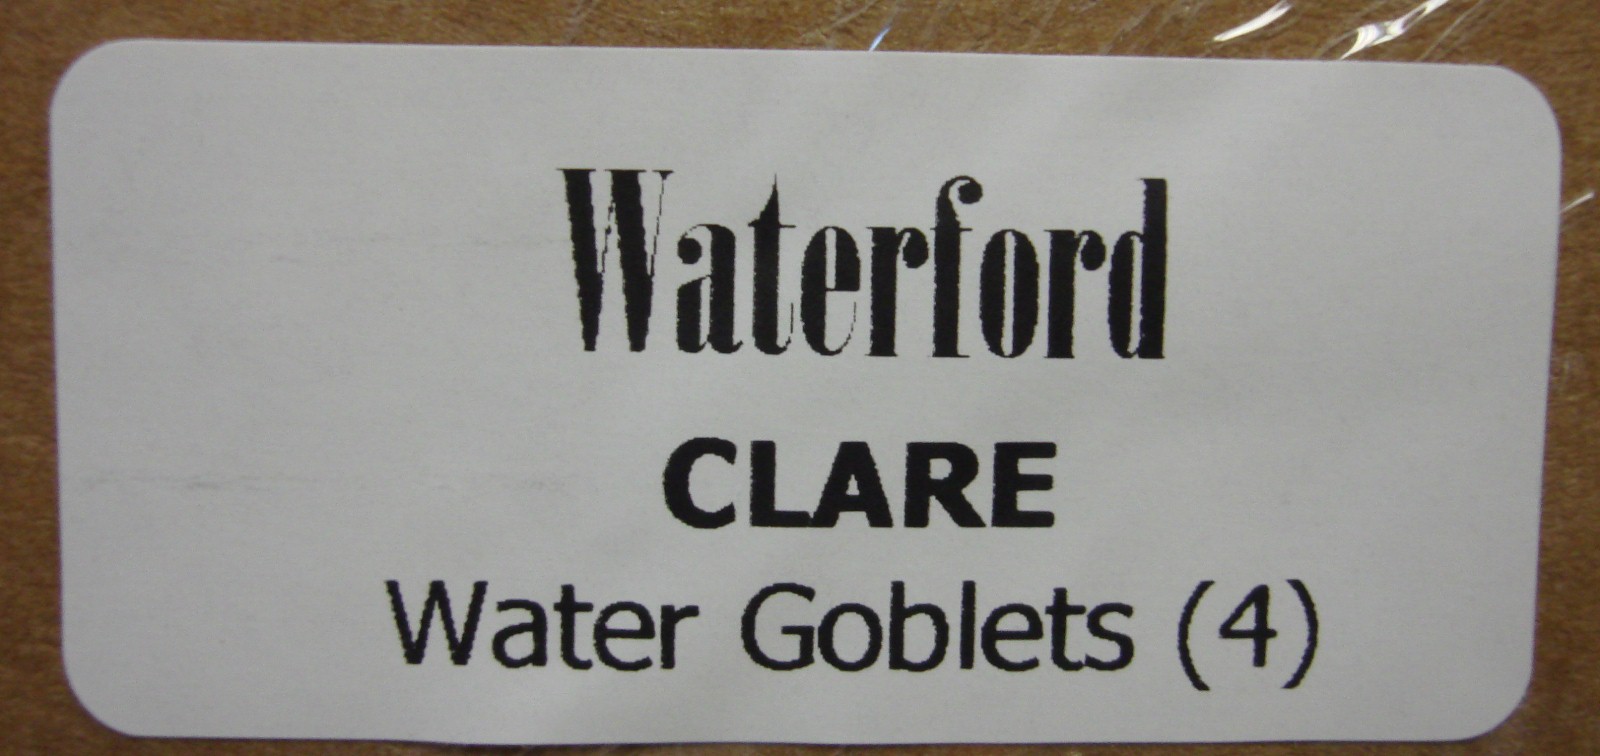 Waterford
CLARE
Water Goblets (4)